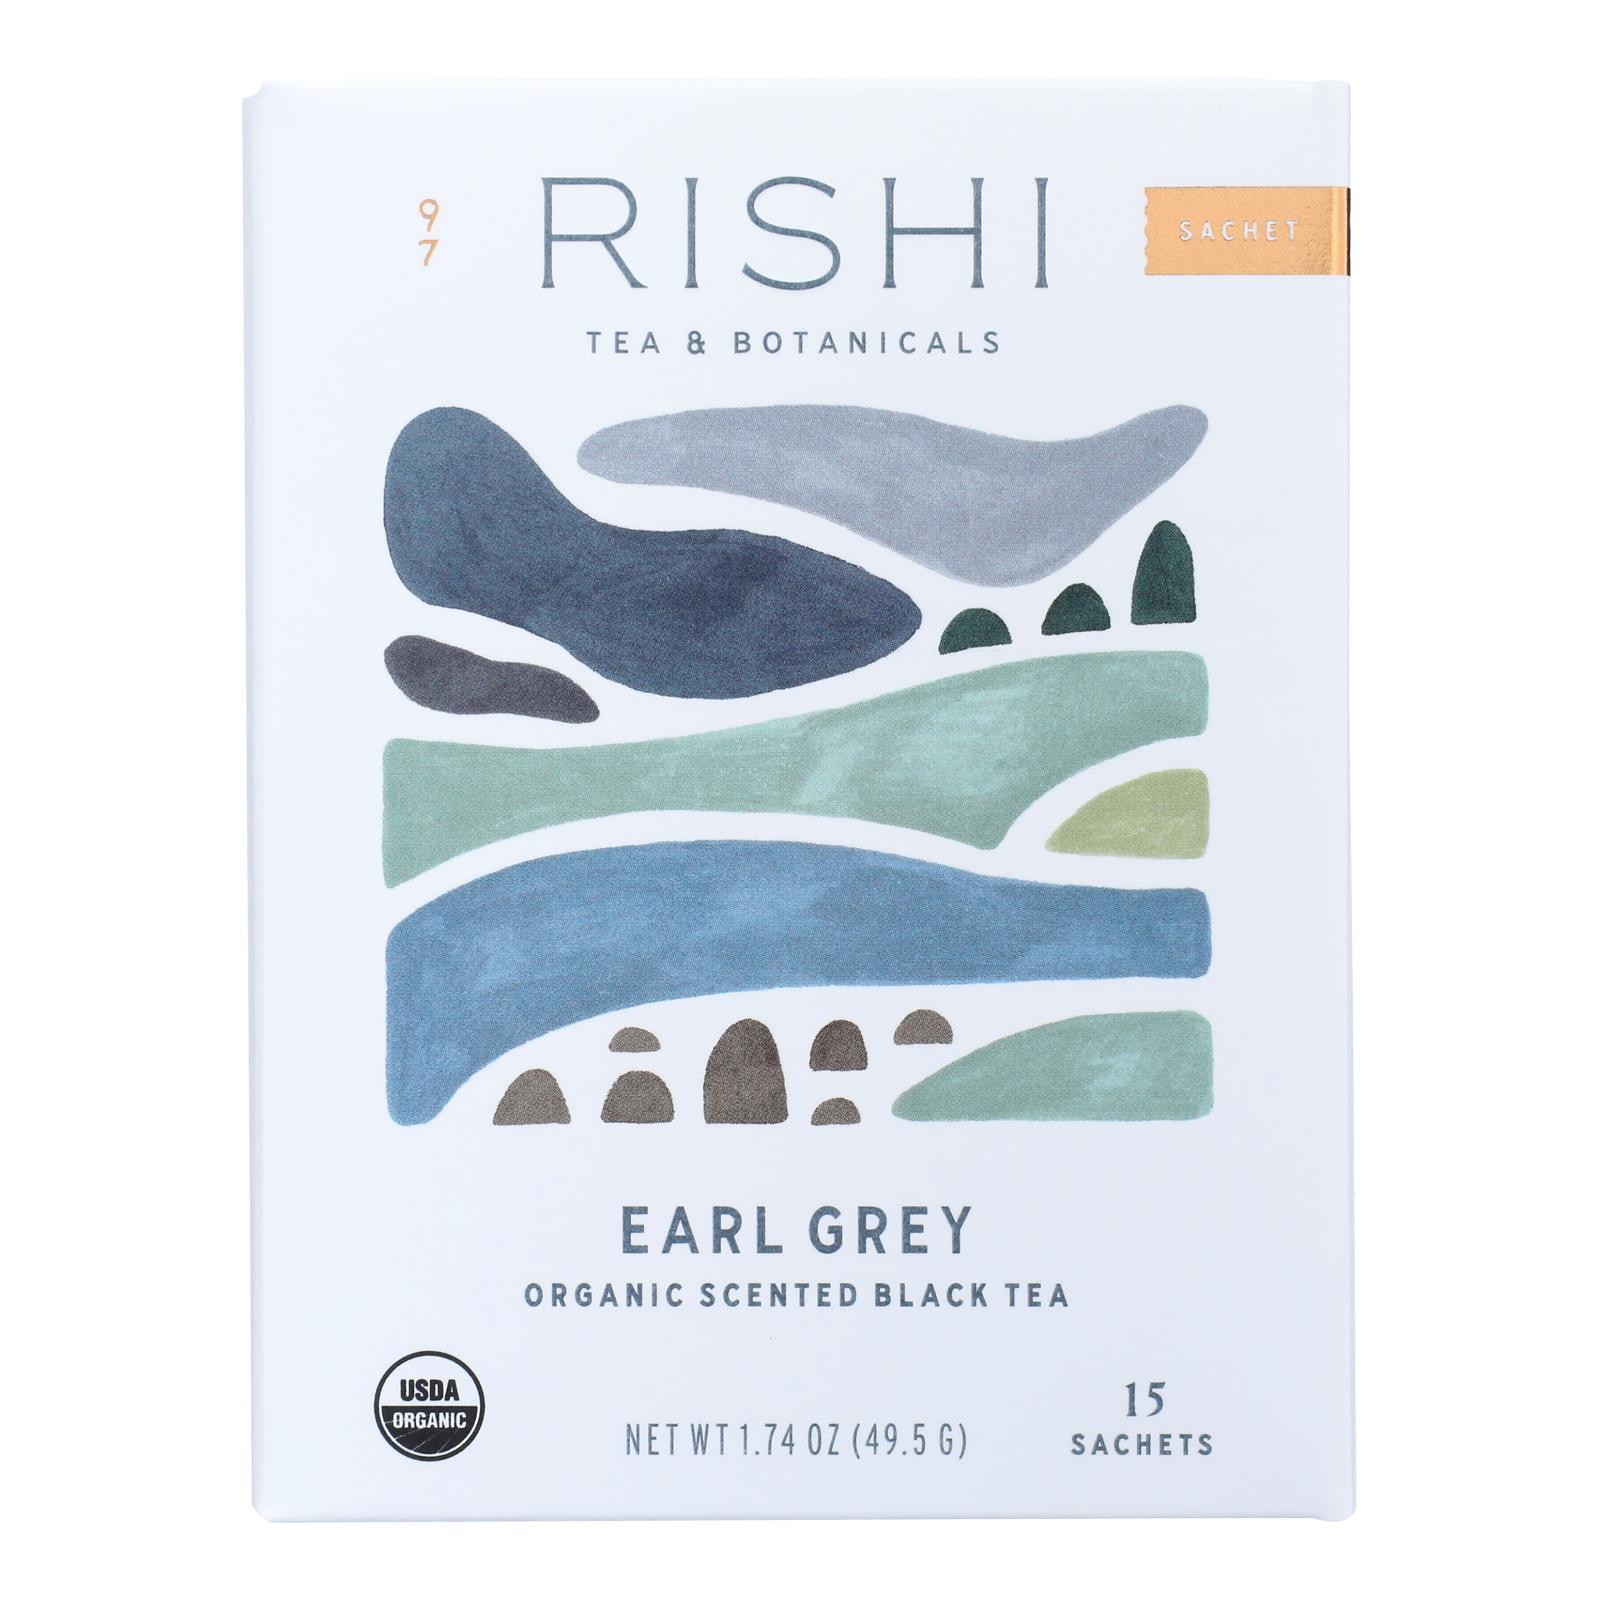 9
7
RISHI
SACHET
TEA & BOTANICALS
EARL GREY
ORGANIC SCENTED BLACK TEA
USDA
ORGANIC
NET WT 1.74 OZ (49.5 G)
15
SACHETS